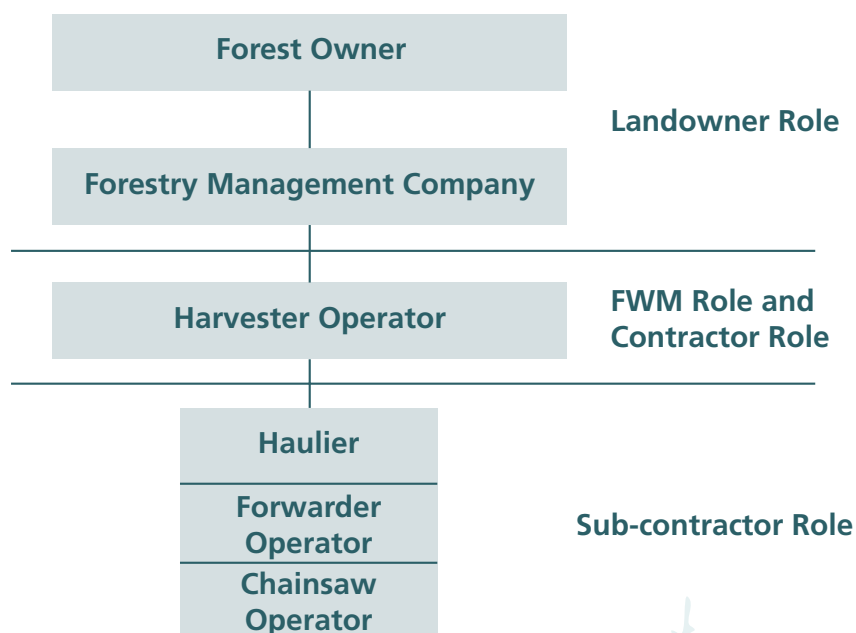 Forest Owner
Landowner Role
Forestry Management Company
Harvester Operator
FWM Role and
Contractor Role
Haulier
Forwarder
Operator
Sub-contractor Role
Chainsaw
Operator